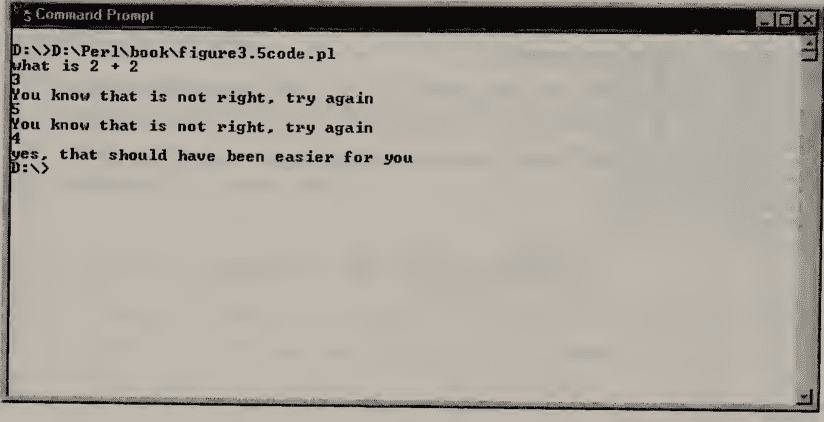 Command Prompt
D:\>D:\Perl\book\figure3.5code.pl
what is 2 + 2
3
You know that is not right, try again
5
You know that is not right, try again
4
yes, that should have been easier for you
D:\>